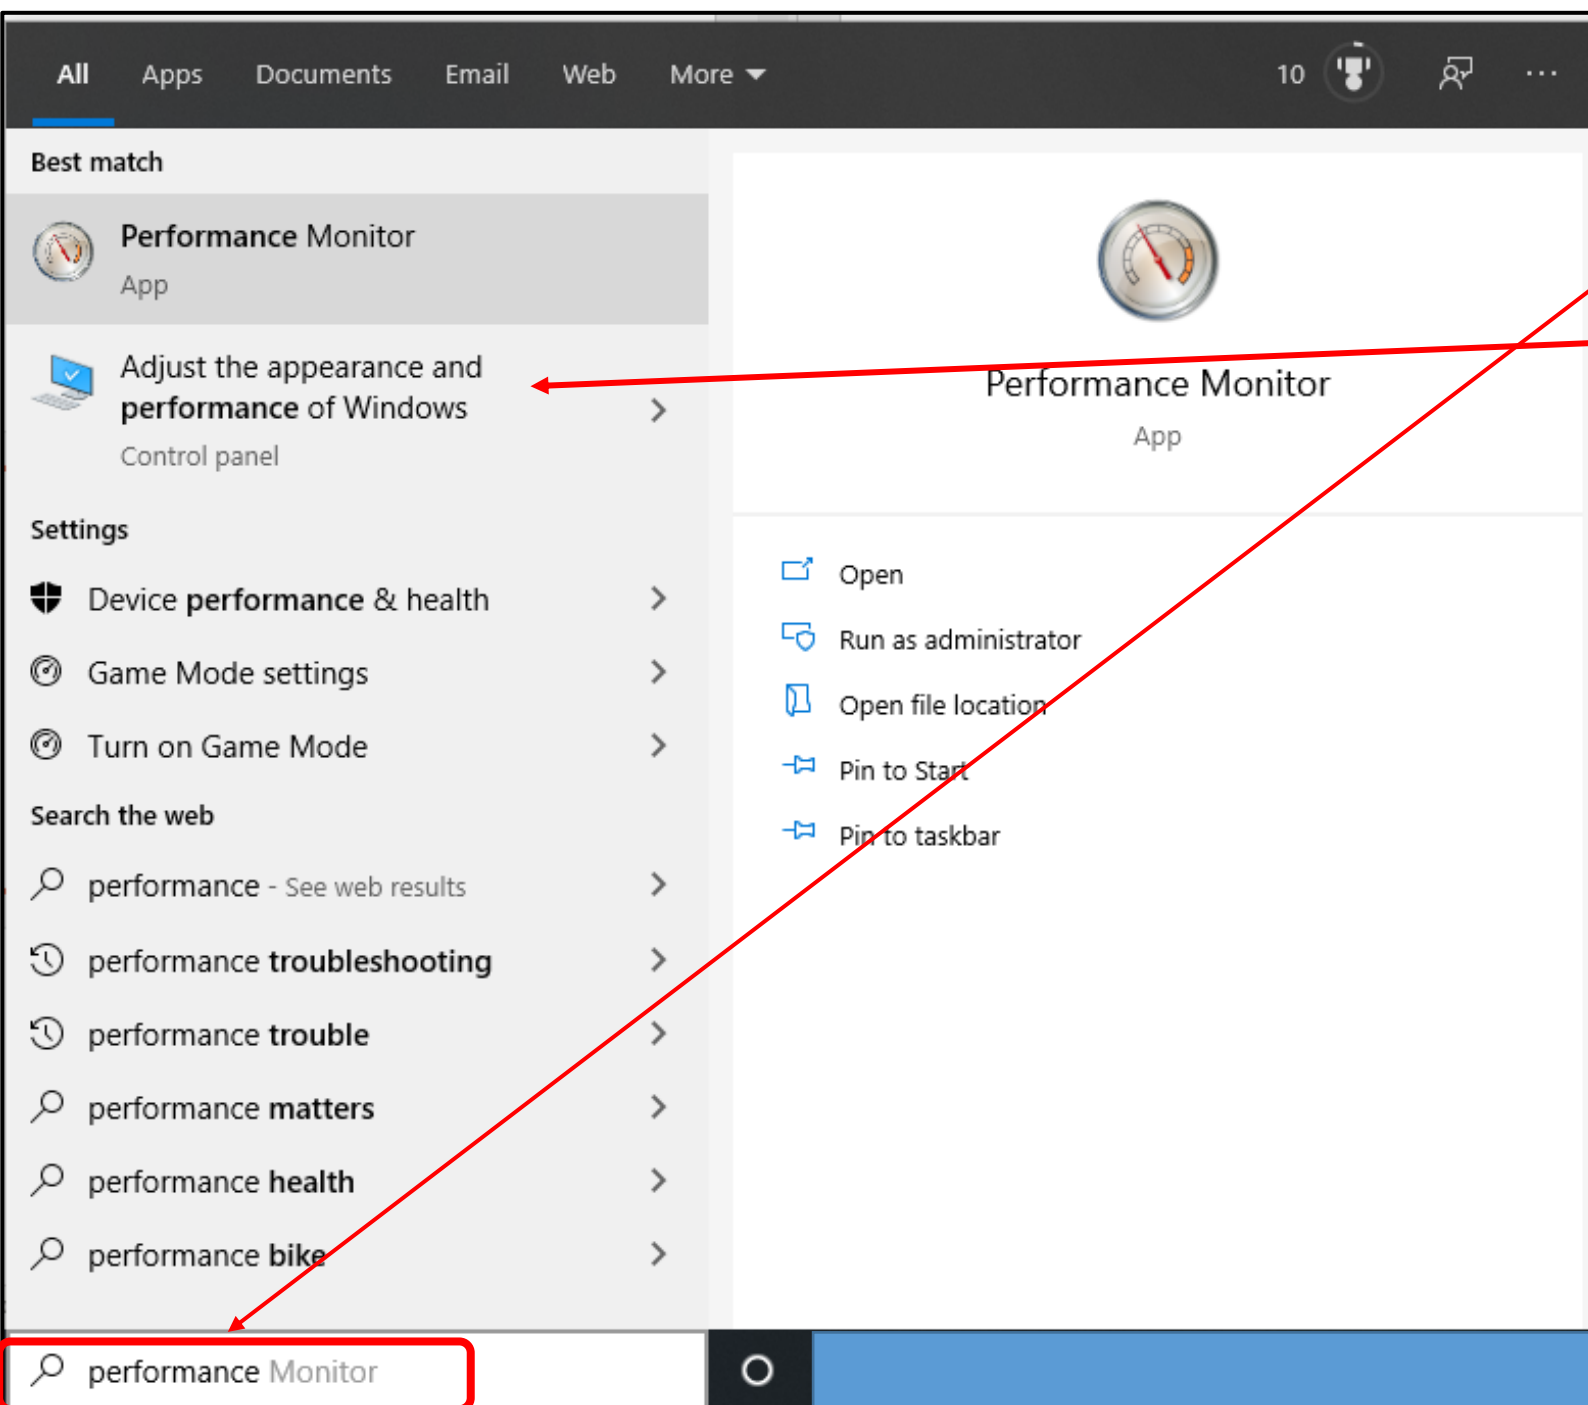 All Apps Documents Email Web More 10 ...
Best match
Performance Monitor
App
Adjust the appearance and
performance of Windows
Control panel
Settings
Device performance & health
Game Mode settings
Turn on Game Mode
Search the web
performance - See web results
performance troubleshooting
performance trouble
performance matters
performance health
performance bike
performance Monitor
Performance Monitor
App
Open
Run as administrator
Open file location
Pin to Start
Pin to taskbar